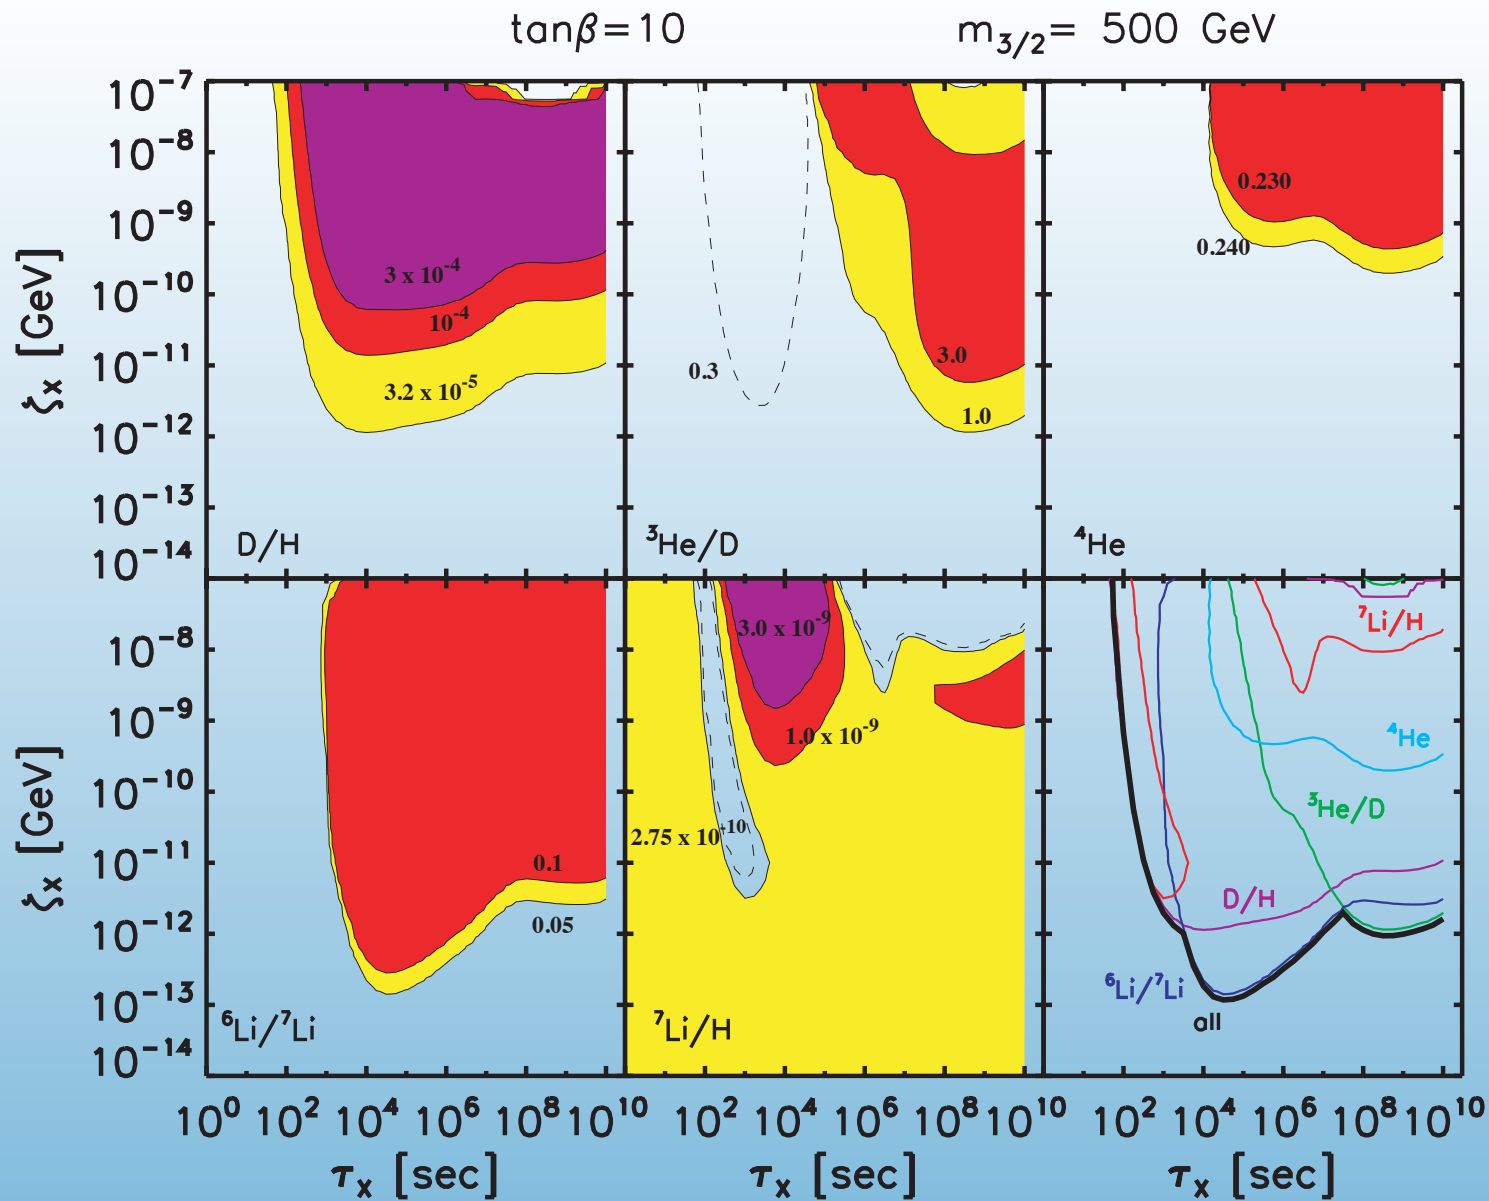 tanβ=10 m₃/₂= 500 GeV
ζₓ [GeV]
10⁻⁷
10⁻⁸
10⁻⁹
10⁻¹⁰
10⁻¹¹
10⁻¹²
10⁻¹³
10⁻¹⁴
3 x 10⁻⁴
10⁻⁴
3.2 x 10⁻⁵
D/H
0.3
3.0
1.0
³He/D
0.230
0.240
⁴He
ζₓ [GeV]
10⁻⁸
10⁻⁹
10⁻¹⁰
10⁻¹¹
10⁻¹²
10⁻¹³
10⁻¹⁴
0.1
0.05
⁶Li/⁷Li
3.0 x 10⁻⁹
1.0 x 10⁻⁹
2.75 x 10⁻¹⁰
⁷Li/H
⁷Li/H
⁴He
³He/D
D/H
⁶Li/⁷Li
all
10⁰ 10² 10⁴ 10⁶ 10⁸ 10¹⁰ 10² 10⁴ 10⁶ 10⁸ 10¹⁰ 10² 10⁴ 10⁶ 10⁸ 10¹⁰
τₓ [sec] τₓ [sec] τₓ [sec]